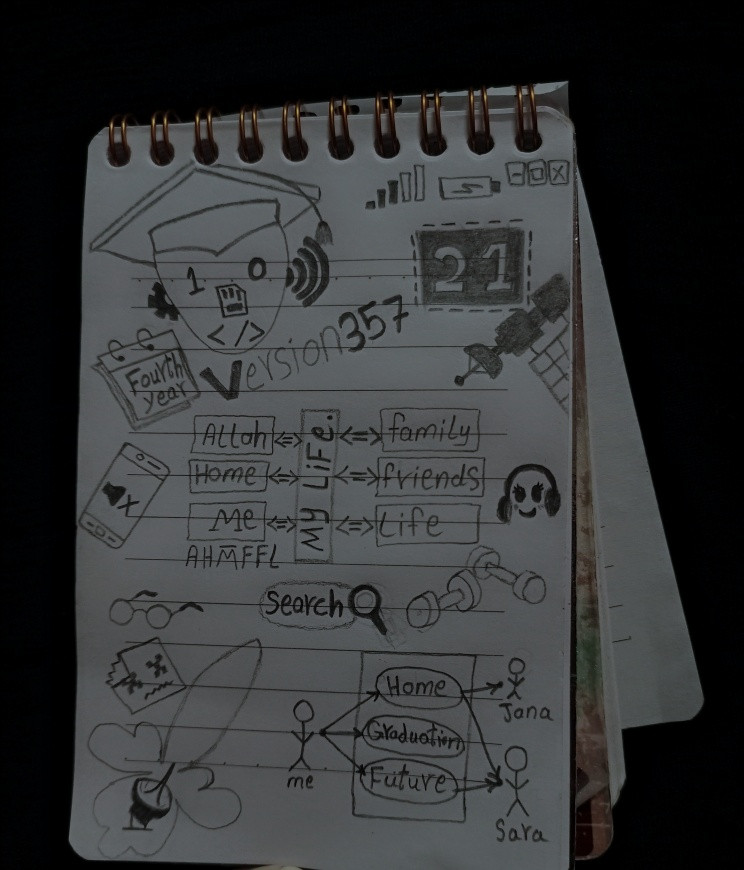 21
1 0
</>
Version357
Fourth
year
Allah <=> My Life. <=> family
Home <=> <=> friends
Me <=> <=> Life
AHMFFL
Search
Home
Jana
Graduation
me
Future
Sara